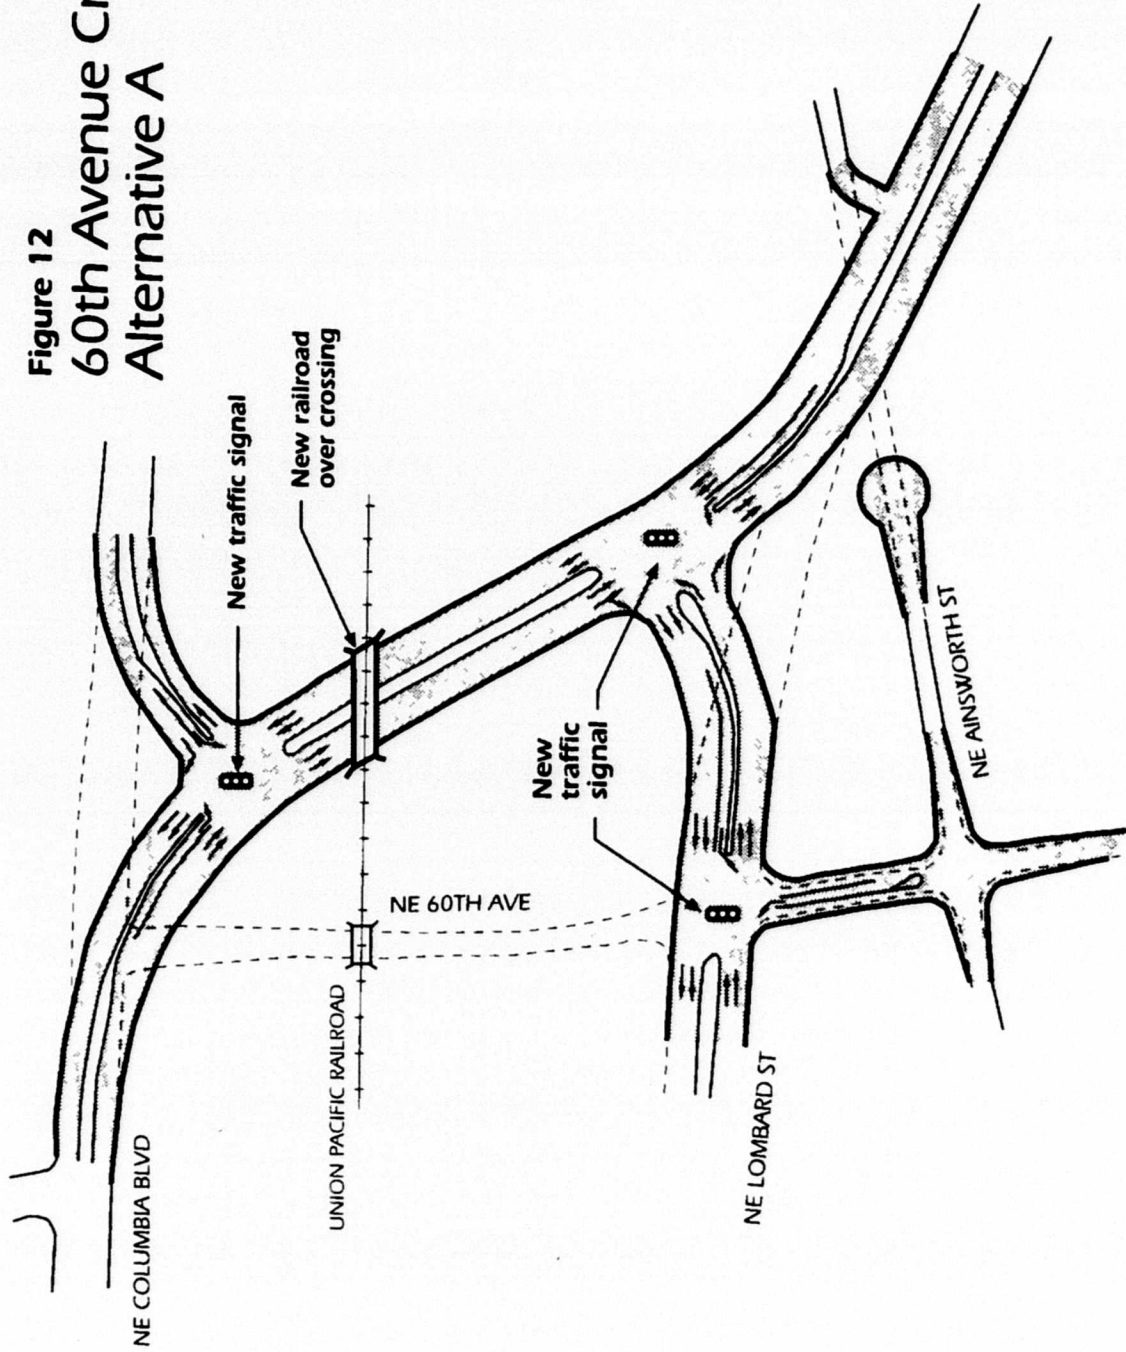 Figure 12
60th Avenue
Alternative A
New traffic signal
New railroad
over crossing
New
traffic
signal
NE 60TH AVE
UNION PACIFIC RAILROAD
NE COLUMBIA BLVD
NE LOMBARD ST
NE AINSWORTH ST